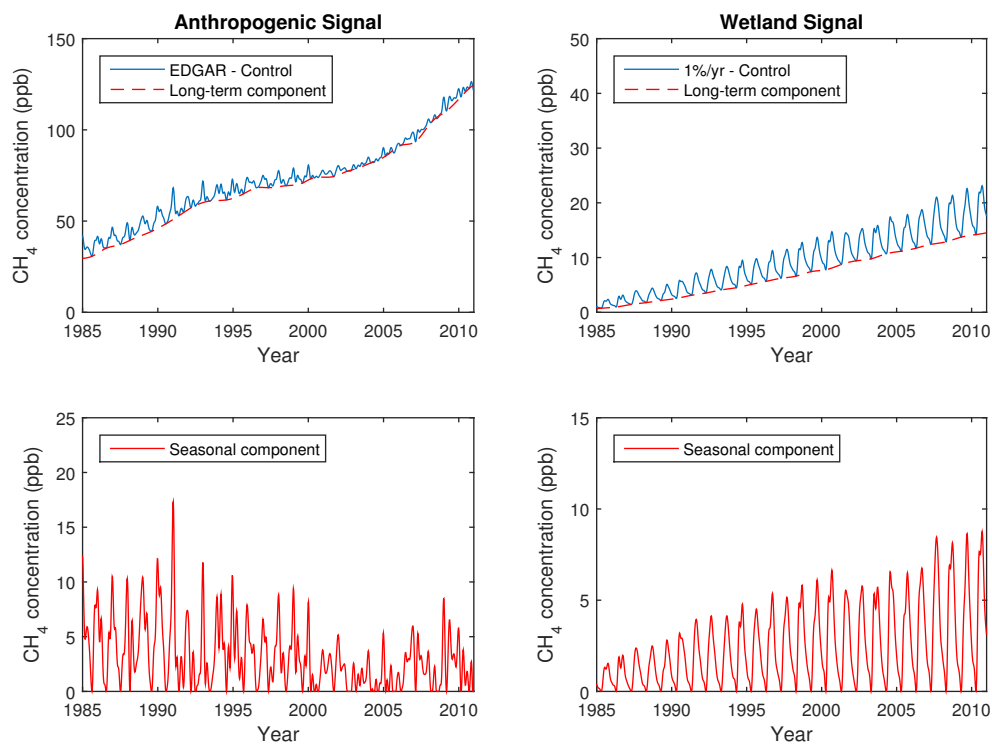 Anthropogenic Signal
150
100
50
0
CH4 concentration (ppb)
EDGAR - Control
Long-term component
1985 1990 1995 2000 2005 2010
Year
Wetland Signal
50
40
30
20
10
0
CH4 concentration (ppb)
1%/yr - Control
Long-term component
1985 1990 1995 2000 2005 2010
Year
25
20
15
10
5
0
CH4 concentration (ppb)
Seasonal component
1985 1990 1995 2000 2005 2010
Year
15
10
5
0
CH4 concentration (ppb)
Seasonal component
1985 1990 1995 2000 2005 2010
Year